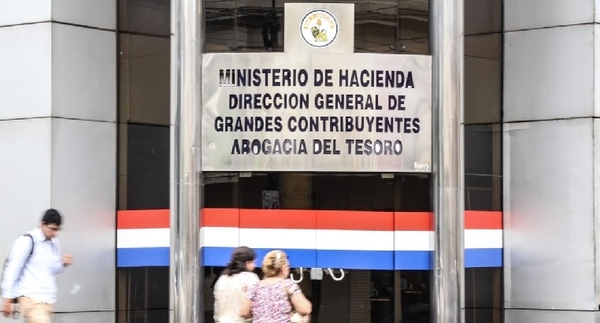 MINISTERIO DE HACIENDA
DIRECCION GENERAL DE
GRANDES CONTRIBUYENTES
ABOGACIA DEL TESORO